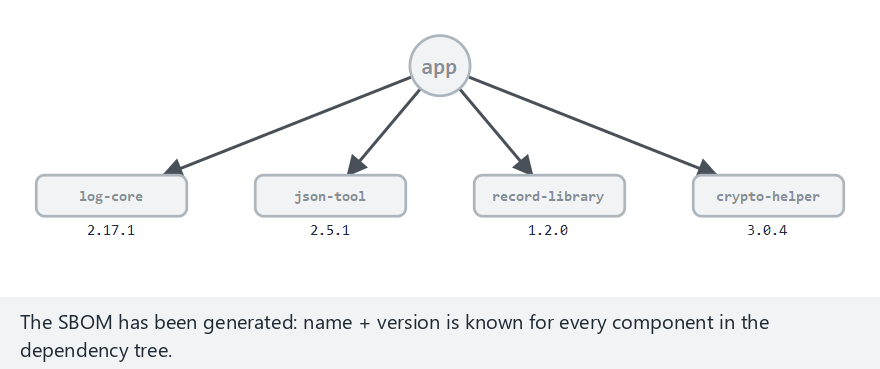 app
log-core
json-tool
record-library
crypto-helper
2.17.1
2.5.1
1.2.0
3.0.4
The SBOM has been generated: name + version is known for every component in the
dependency tree.